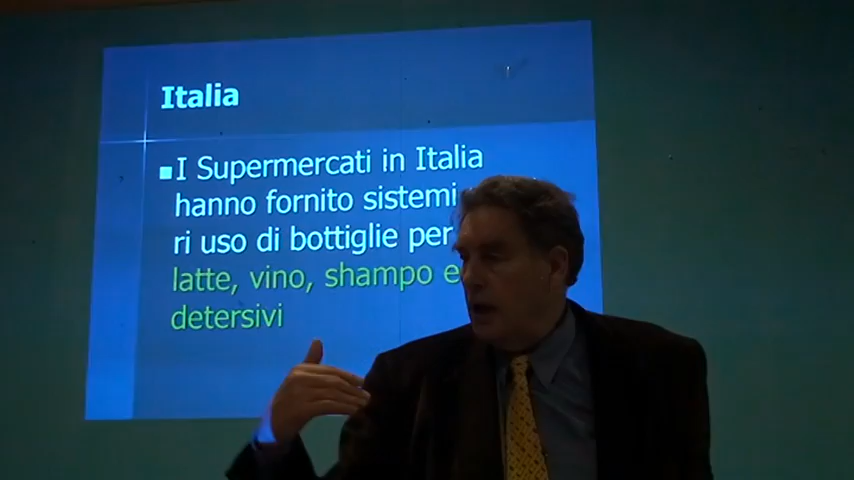 Italia
I Supermercati in Italia
hanno fornito sistemi
ri uso di bottiglie per
latte, vino, shampo e
detersivi